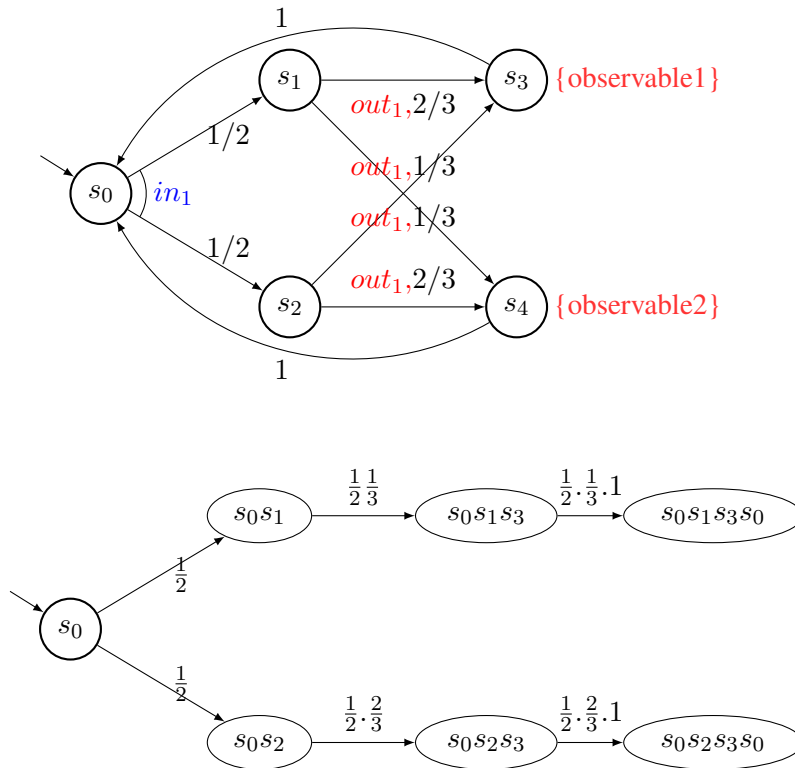 1
s₁ s₃ {observable1}
out₁,2/3
1/2
out₁,1/3
s₀ in₁
out₁,1/3
1/2
out₁,2/3
s₂ s₄ {observable2}
1
s₀s₁ 1/2 1/3 s₀s₁s₃ 1/2 . 1/3 .1 s₀s₁s₃s₀
1/2
s₀
1/2
s₀s₂ 1/2 . 2/3 s₀s₂s₃ 1/2 . 2/3 .1 s₀s₂s₃s₀